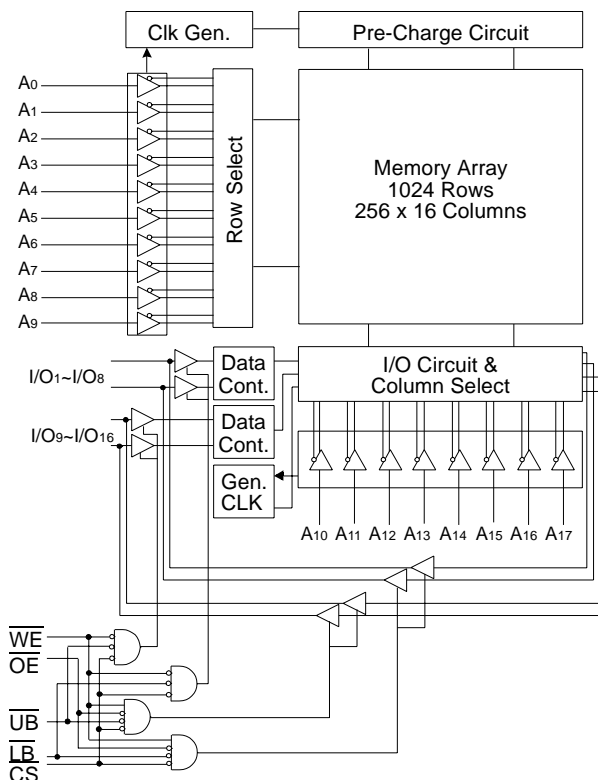 Clk Gen.
Pre-Charge Circuit
A0
A1
A2
A3
A4
A5
A6
A7
A8
A9
Row Select
Memory Array
1024 Rows
256 x 16 Columns
I/O1~I/O8
Data
Cont.
I/O Circuit &
Column Select
I/O9~I/O16
Data
Cont.
Gen.
CLK
A10 A11 A12 A13 A14 A15 A16 A17
WE
OE
UB
LB
CS